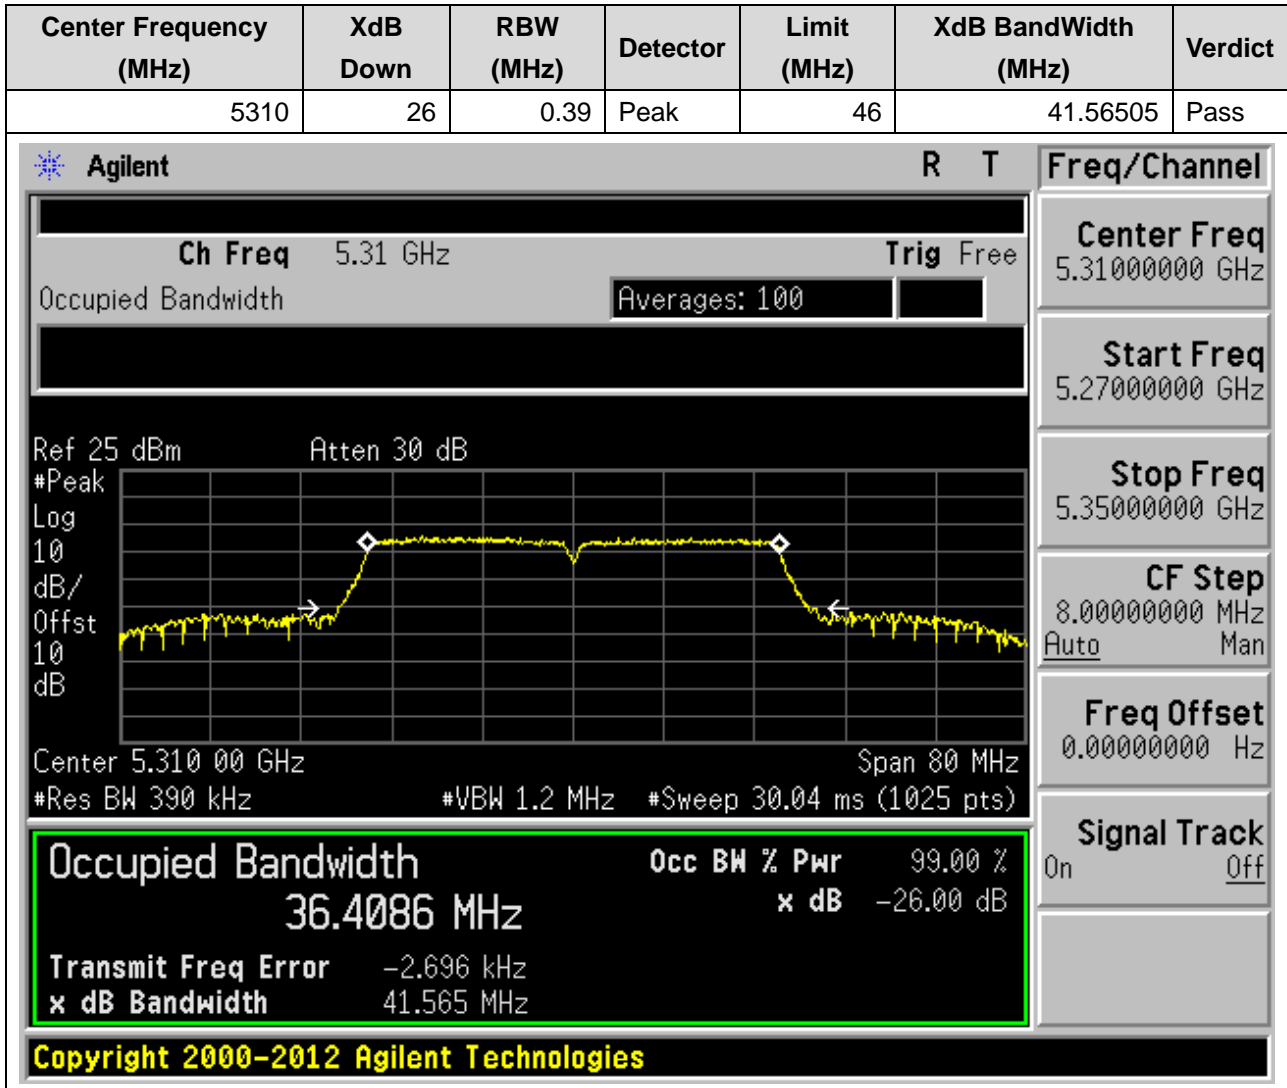 Center Frequency (MHz) XdB Down RBW (MHz) Detector Limit (MHz) XdB BandWidth (MHz) Verdict
5310 26 0.39 Peak 46 41.56505 Pass
Agilent R T Freq/Channel
Ch Freq 5.31 GHz Trig Free
Occupied Bandwidth Averages: 100
Center Freq
5.31000000 GHz
Start Freq
5.27000000 GHz
Stop Freq
5.35000000 GHz
CF Step
8.00000000 MHz
Auto Man
Freq Offset
0.00000000 Hz
Signal Track
On Off
Ref 25 dBm Atten 30 dB
#Peak
Log
10
dB/
Offst
10
dB
Center 5.310 00 GHz Span 80 MHz
#Res BW 390 kHz #VBW 1.2 MHz #Sweep 30.04 ms (1025 pts)
Occupied Bandwidth Occ BW % Pwr 99.00 %
36.4086 MHz x dB -26.00 dB
Transmit Freq Error -2.696 kHz
x dB Bandwidth 41.565 MHz
Copyright 2000-2012 Agilent Technologies